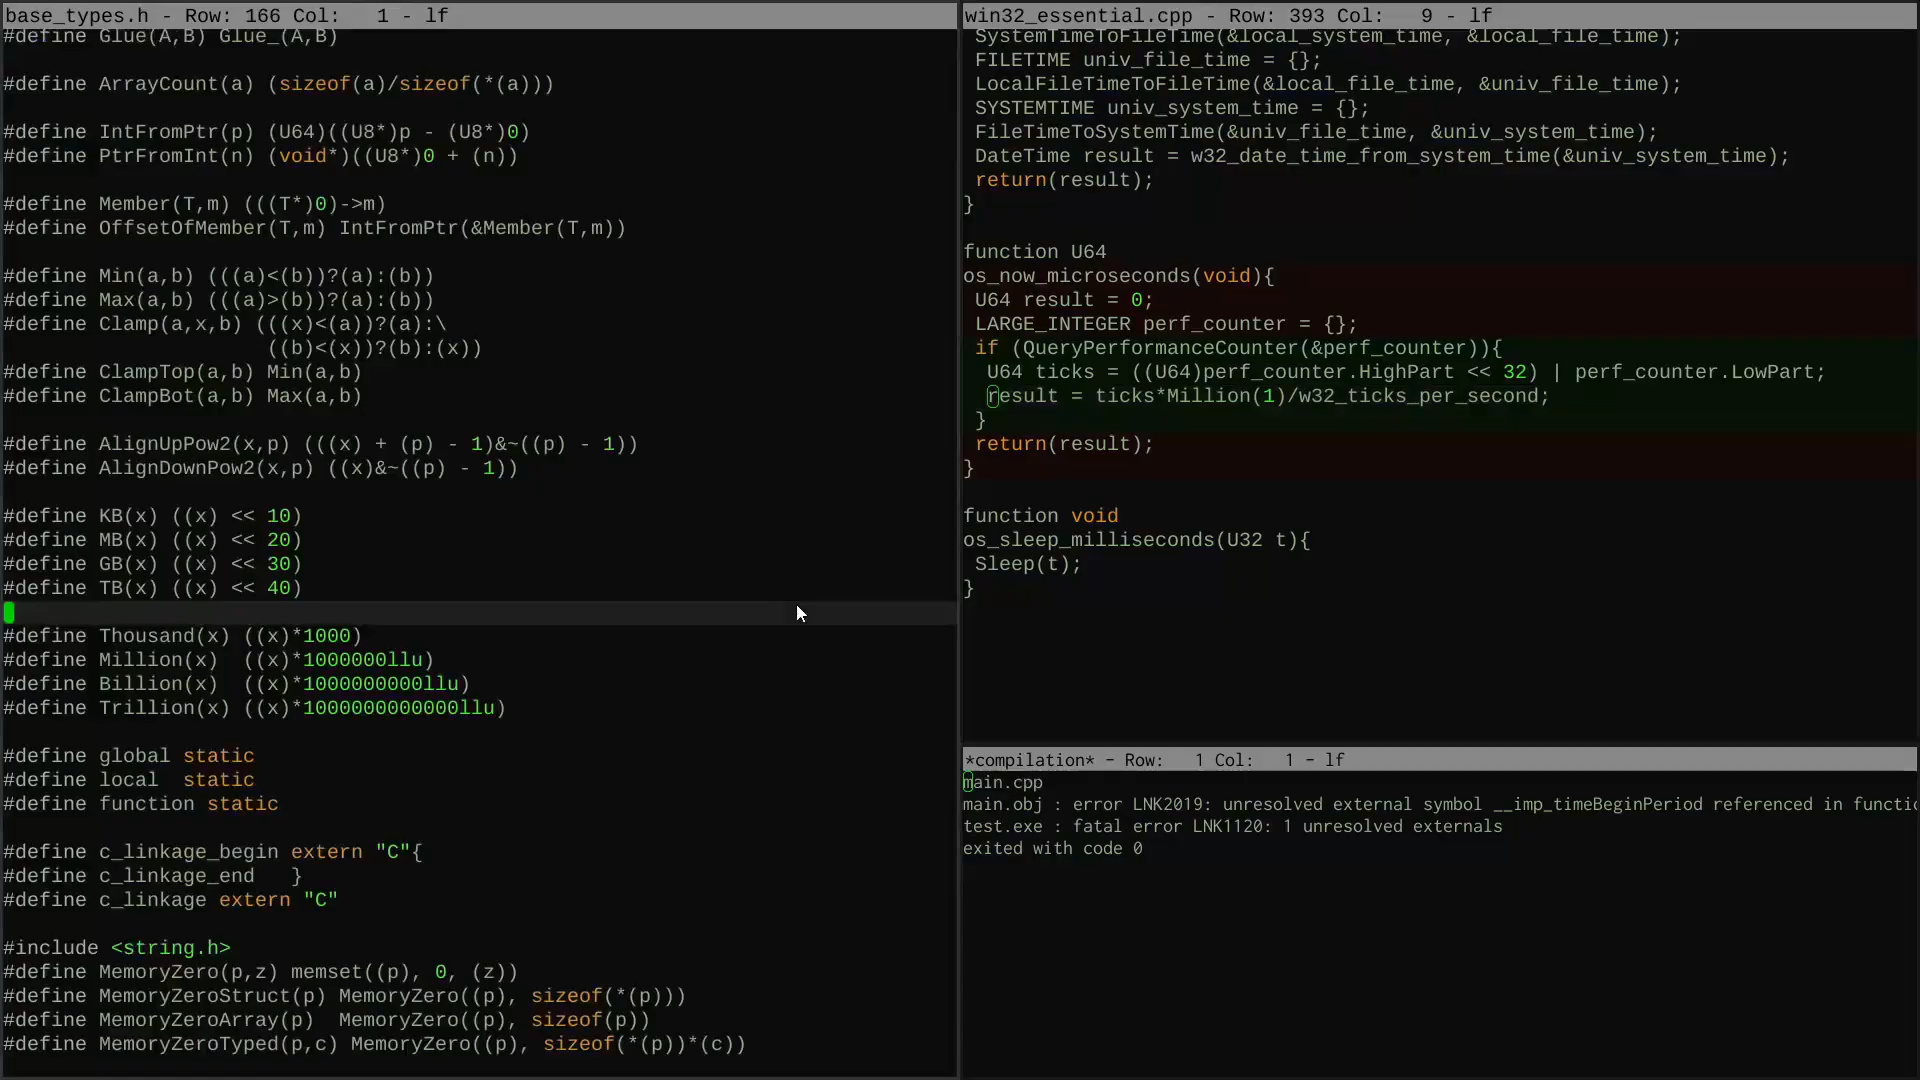 base_types.h - Row: 166 Col:   1 - lf
#define Glue(A,B) Glue_(A,B)
#define ArrayCount(a) (sizeof(a)/sizeof(*(a)))
#define IntFromPtr(p) (U64)((U8*)p - (U8*)0)
#define PtrFromInt(n) (void*)((U8*)0 + (n))
#define Member(T,m) (((T*)0)->m)
#define OffsetOfMember(T,m) IntFromPtr(&Member(T,m))
#define Min(a,b) (((a)<(b))?(a):(b))
#define Max(a,b) (((a)>(b))?(a):(b))
#define Clamp(a,x,b) (((x)<(a))?(a):\
((b)<(x))?(b):(x))
#define ClampTop(a,b) Min(a,b)
#define ClampBot(a,b) Max(a,b)
#define AlignUpPow2(x,p) (((x) + (p) - 1)&~((p) - 1))
#define AlignDownPow2(x,p) ((x)&~((p) - 1))
#define KB(x) ((x) << 10)
#define MB(x) ((x) << 20)
#define GB(x) ((x) << 30)
#define TB(x) ((x) << 40)
#define Thousand(x) ((x)*1000)
#define Million(x)  ((x)*1000000llu)
#define Billion(x)  ((x)*1000000000llu)
#define Trillion(x) ((x)*1000000000000llu)
#define global static
#define local  static
#define function static
#define c_linkage_begin extern "C"{
#define c_linkage_end   }
#define c_linkage extern "C"
#include <string.h>
#define MemoryZero(p,z) memset((p), 0, (z))
#define MemoryZeroStruct(p) MemoryZero((p), sizeof(*(p)))
#define MemoryZeroArray(p)  MemoryZero((p), sizeof(p))
#define MemoryZeroTyped(p,c) MemoryZero((p), sizeof(*(p))*(c))
win32_essential.cpp - Row: 393 Col:   9 - lf
SystemTimeToFileTime(&local_system_time, &local_file_time);
FILETIME univ_file_time = {};
LocalFileTimeToFileTime(&local_file_time, &univ_file_time);
SYSTEMTIME univ_system_time = {};
FileTimeToSystemTime(&univ_file_time, &univ_system_time);
DateTime result = w32_date_time_from_system_time(&univ_system_time);
return(result);
}
function U64
os_now_microseconds(void){
U64 result = 0;
LARGE_INTEGER perf_counter = {};
if (QueryPerformanceCounter(&perf_counter)){
U64 ticks = ((U64)perf_counter.HighPart << 32) | perf_counter.LowPart;
result = ticks*Million(1)/w32_ticks_per_second;
}
return(result);
}
function void
os_sleep_milliseconds(U32 t){
Sleep(t);
}
*compilation* - Row:   1 Col:   1 - lf
main.cpp
main.obj : error LNK2019: unresolved external symbol __imp_timeBeginPeriod referenced in functio
test.exe : fatal error LNK1120: 1 unresolved externals
exited with code 0